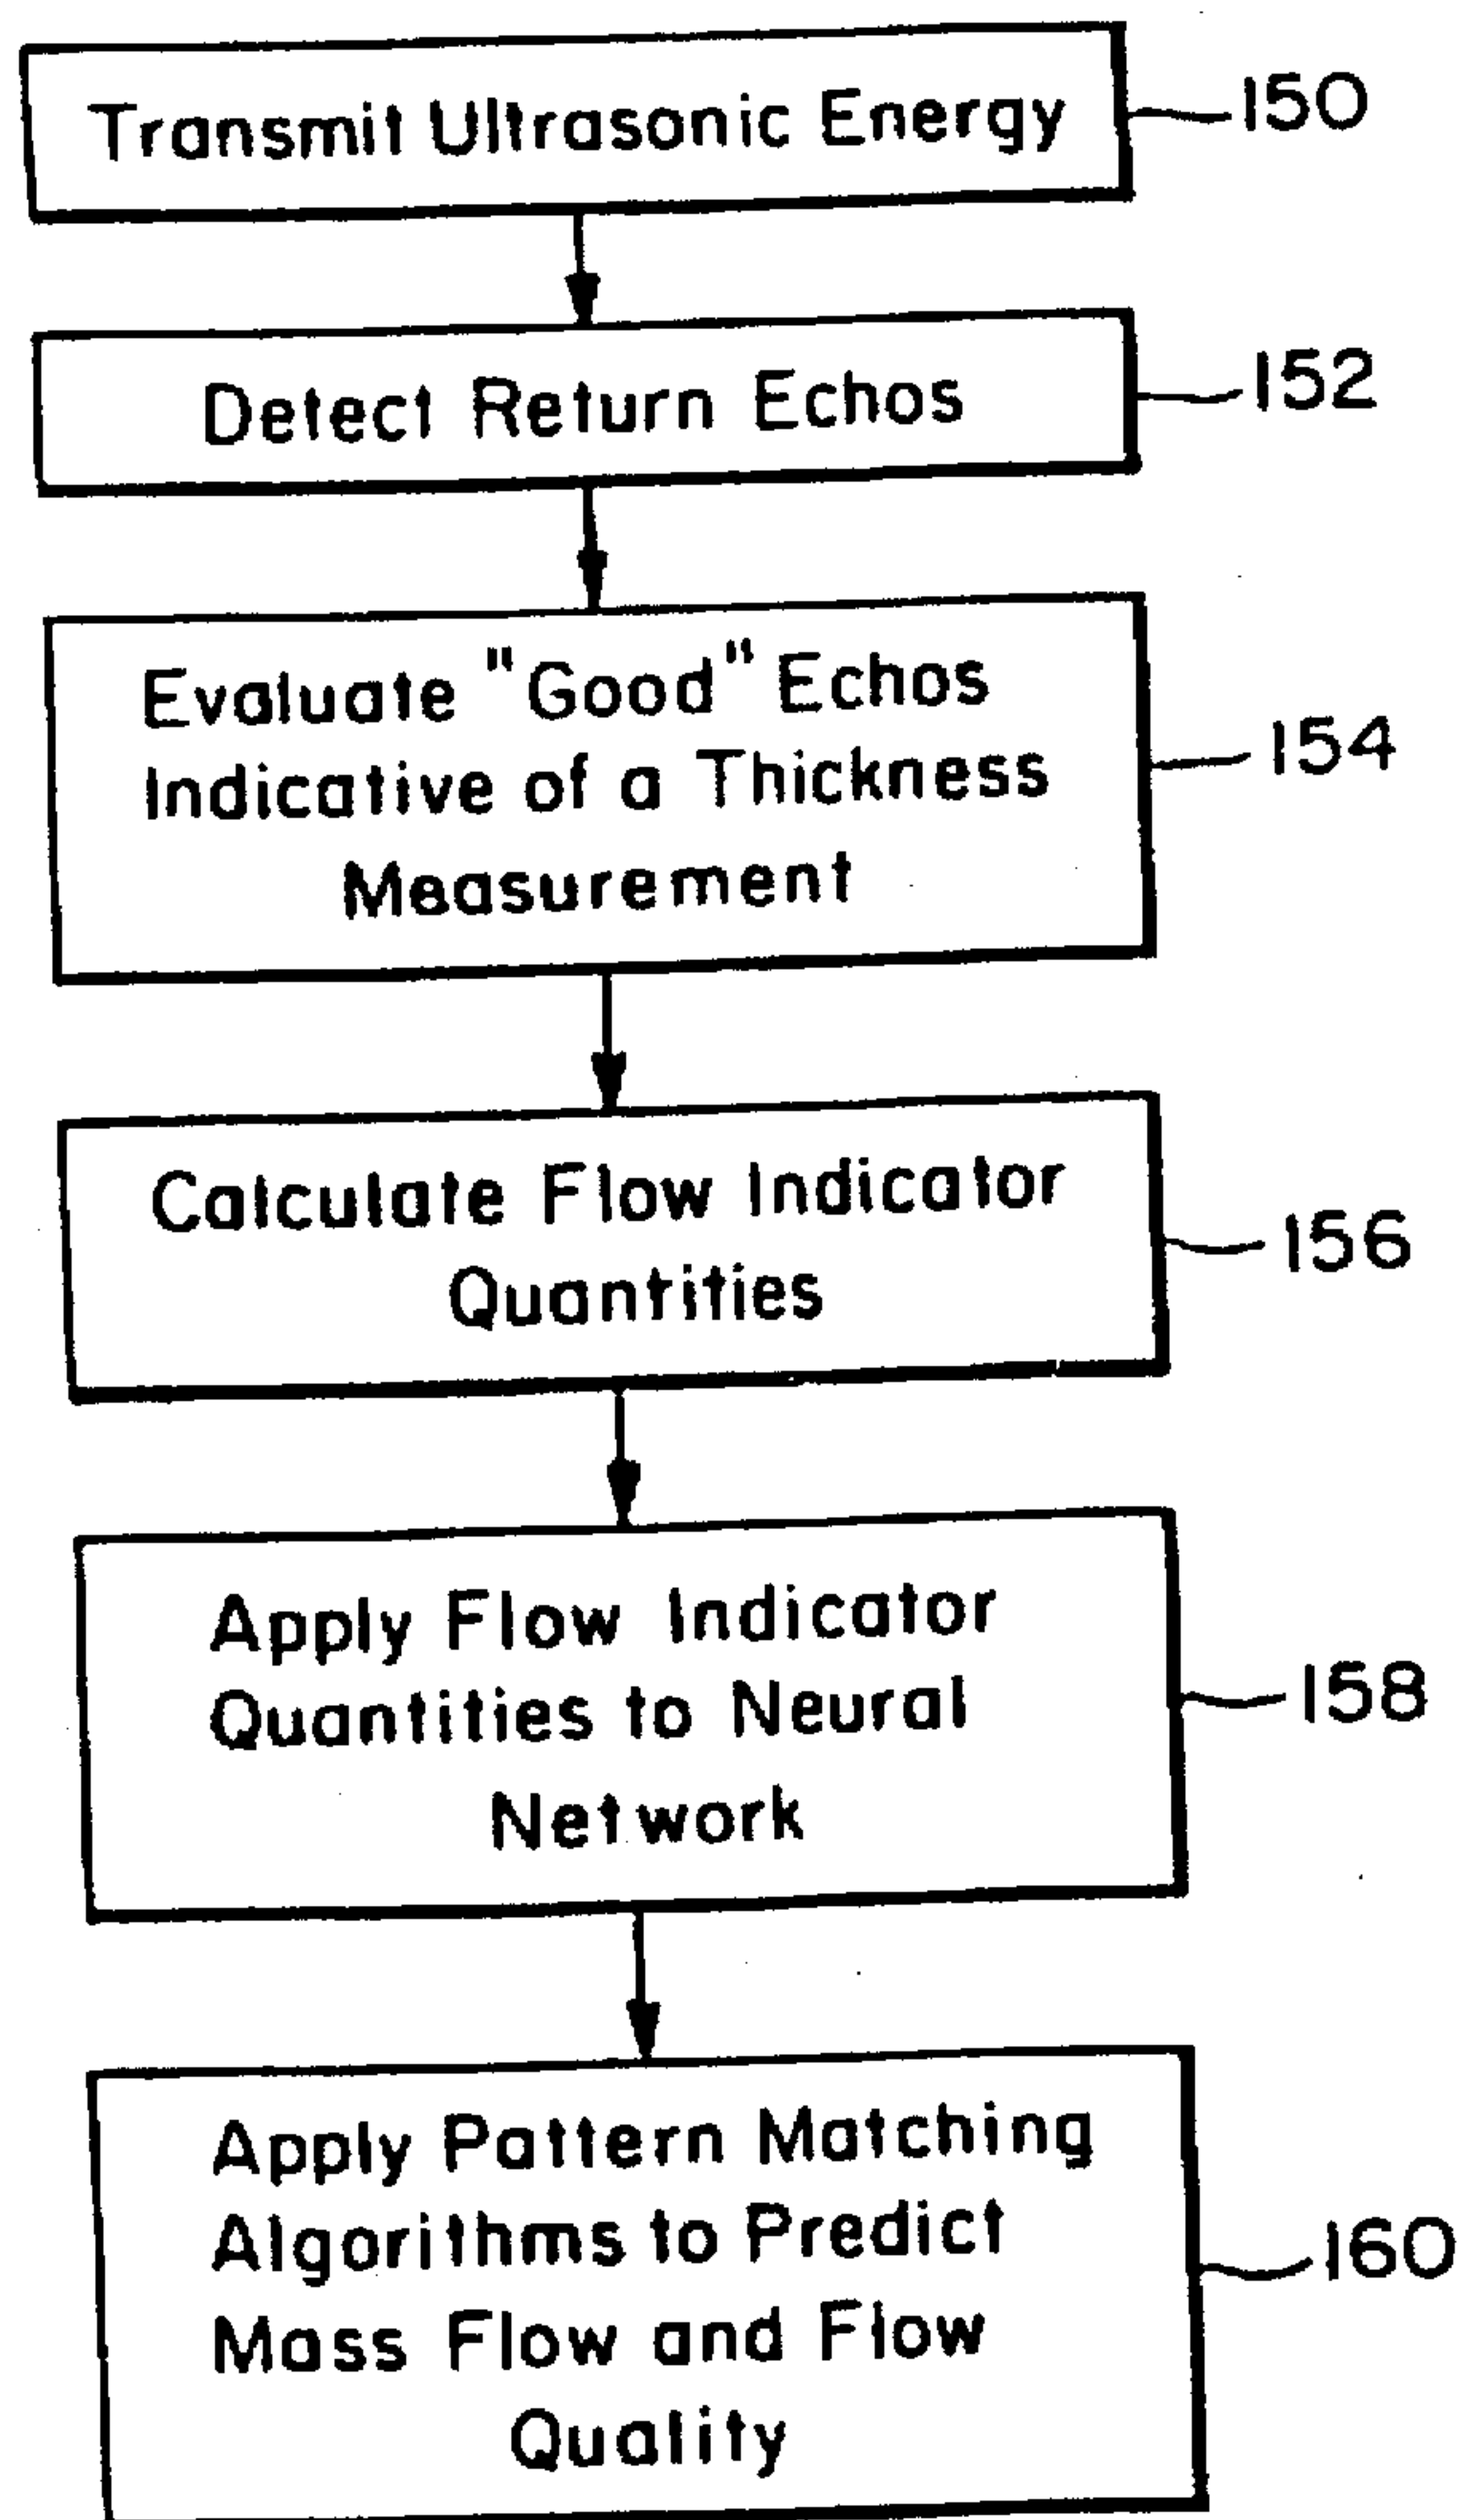 Transmit Ultrasonic Energy
150
Detect Return Echos
152
Evaluate "Good" Echos
Indicative of a Thickness
Measurement
154
Calculate Flow Indicator
Quantities
156
Apply Flow Indicator
Quantities to Neural
Network
158
Apply Pattern Matching
Algorithms to Predict
Mass Flow and Flow
Quality
160